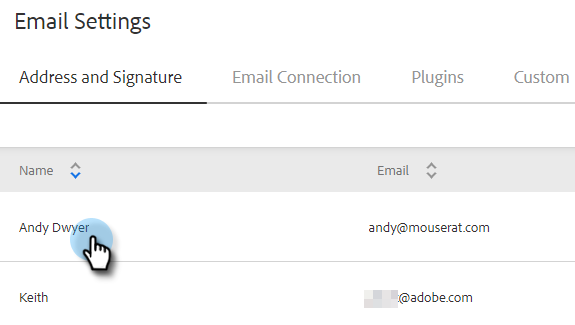 Email Settings
Address and Signature Email Connection Plugins Custom
Name Email
Andy Dwyer andy@mouserat.com
Keith @adobe.com